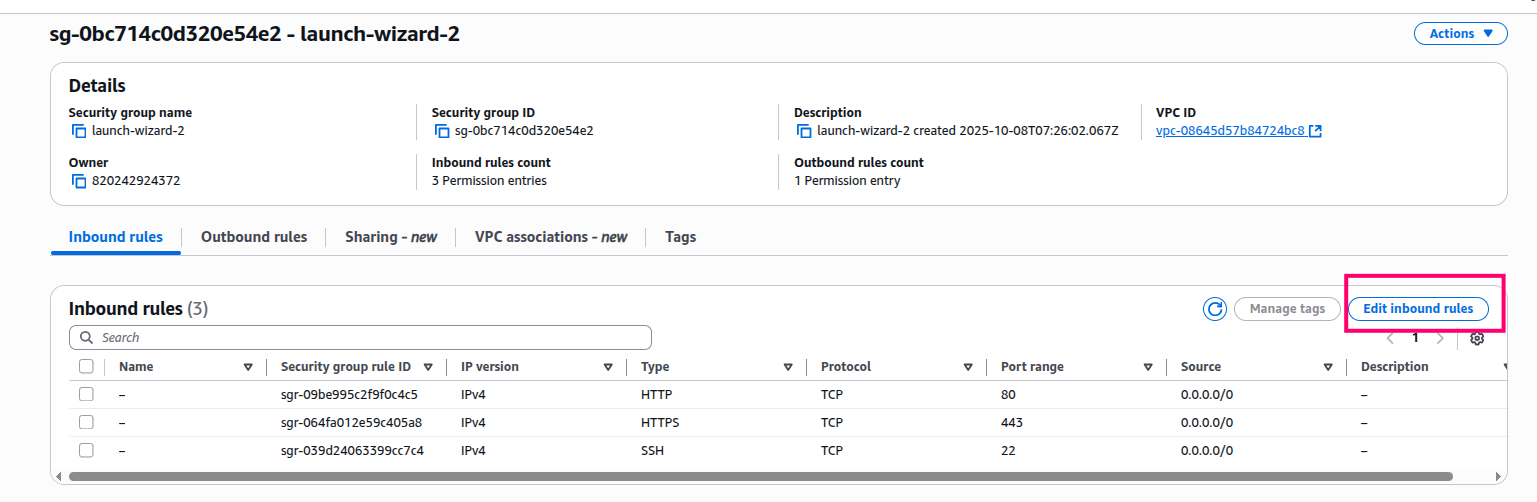 sg-0bc714c0d320e54e2 - launch-wizard-2
Actions
Details
Security group name
launch-wizard-2
Security group ID
sg-0bc714c0d320e54e2
Description
launch-wizard-2 created 2025-10-08T07:26:02.067Z
VPC ID
vpc-08645d57b84724bc8
Owner
820242924372
Inbound rules count
3 Permission entries
Outbound rules count
1 Permission entry
Inbound rules Outbound rules Sharing - new VPC associations - new Tags
Inbound rules (3)
Manage tags
Edit inbound rules
Search
1
Name Security group rule ID IP version Type Protocol Port range Source Description
– sgr-09be995c2f9f0c4c5 IPv4 HTTP TCP 80 0.0.0.0/0 –
– sgr-064fa012e59c405a8 IPv4 HTTPS TCP 443 0.0.0.0/0 –
– sgr-039d24063399cc7c4 IPv4 SSH TCP 22 0.0.0.0/0 –